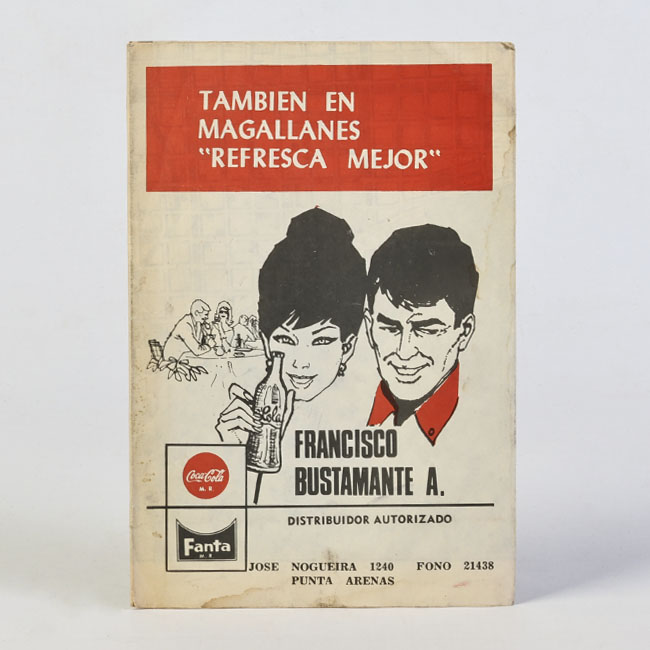 TAMBIEN EN
MAGALLANES
"REFRESCA MEJOR"
Cola
FRANCISCO
BUSTAMANTE A.
Coca-Cola
M. R.
DISTRIBUIDOR AUTORIZADO
Fanta
M. R
JOSE NOGUEIRA 1240 FONO 21438
PUNTA ARENAS